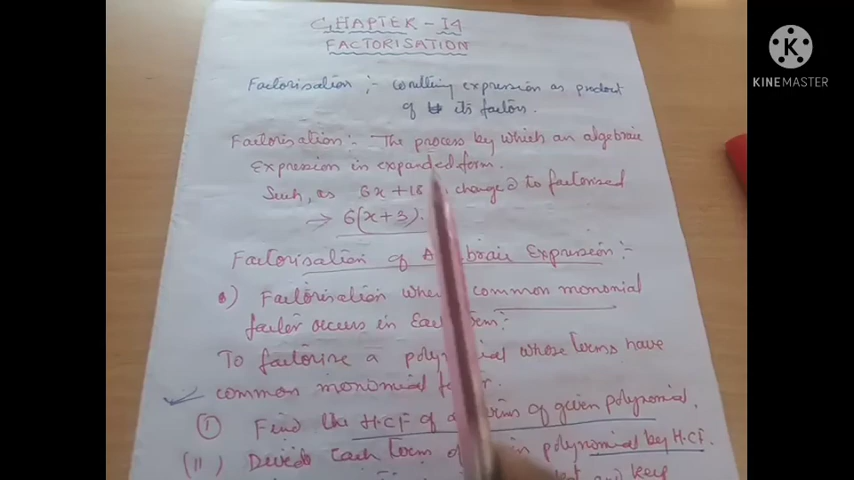 CHAPTER - 14
FACTORISATION
Factorisation :- Writing expression as product
of its factors.
Factorisation :- The process by which an algebraic
Expression in expanded form.
Such, as 6x + 18 changed to factorised
→ 6(x+3).
Factorisation of Algebraic Expression :-
a) Factorisation when common monomial
factor occurs in Each term:-
To factorise a polynomial whose terms have
common monomial factor.
(I) Find the H.C.F of terms of given polynomial.
(II) Divide Each term of polynomial by H.C.F.
and keep
K
KINEMASTER